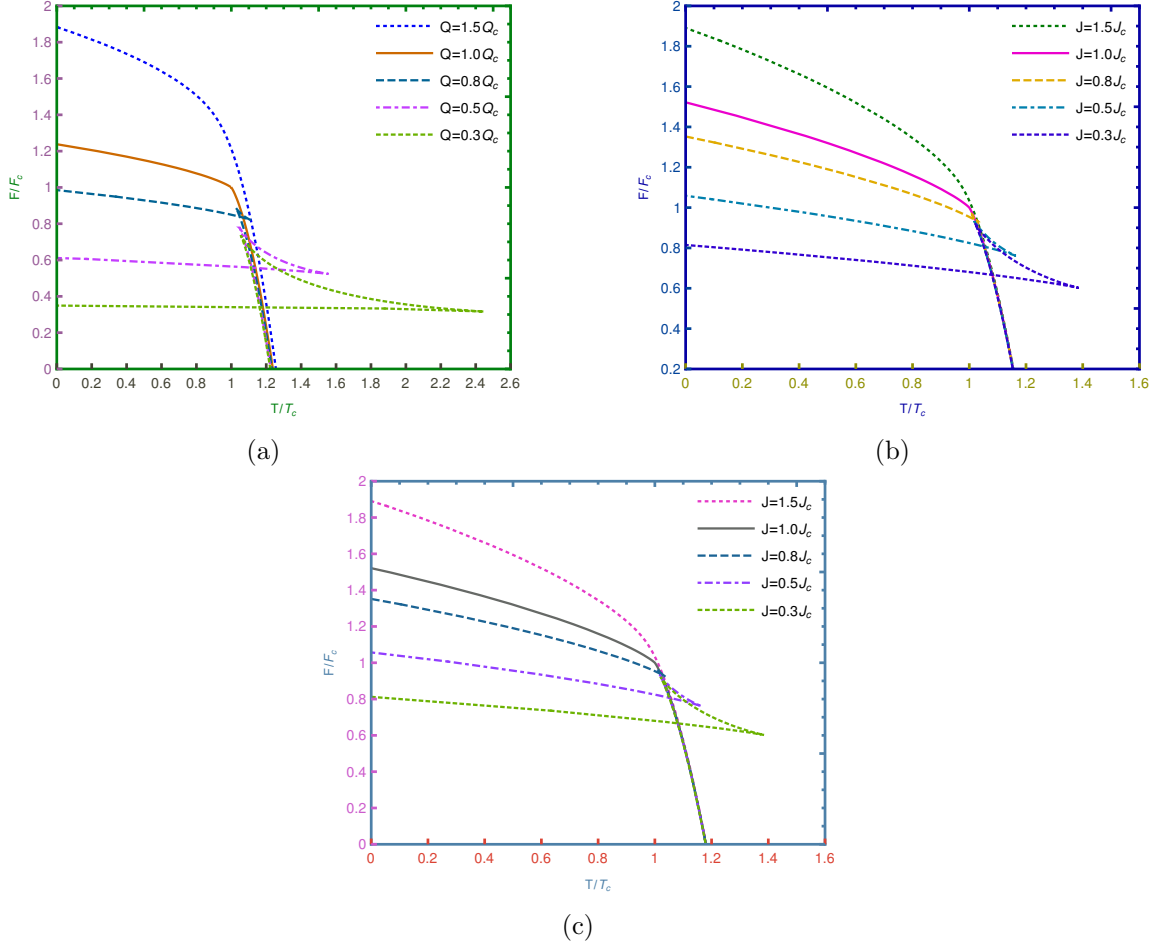 2
1.8
1.6
1.4
1.2
1
0.8
0.6
0.4
0.2
0
F/F_c
0 0.2 0.4 0.6 0.8 1 1.2 1.4 1.6 1.8 2.0 2.2 2.4 2.6
T/T_c
Q=1.5Q_c
Q=1.0Q_c
Q=0.8Q_c
Q=0.5Q_c
Q=0.3Q_c
(a)
2
1.8
1.6
1.4
1.2
1
0.8
0.6
0.4
0.2
F/F_c
0 0.2 0.4 0.6 0.8 1 1.2 1.4 1.6
T/T_c
J=1.5J_c
J=1.0J_c
J=0.8J_c
J=0.5J_c
J=0.3J_c
(b)
2
1.8
1.6
1.4
1.2
1
0.8
0.6
0.4
0.2
0
F/F_c
0 0.2 0.4 0.6 0.8 1 1.2 1.4 1.6
T/T_c
J=1.5J_c
J=1.0J_c
J=0.8J_c
J=0.5J_c
J=0.3J_c
(c)